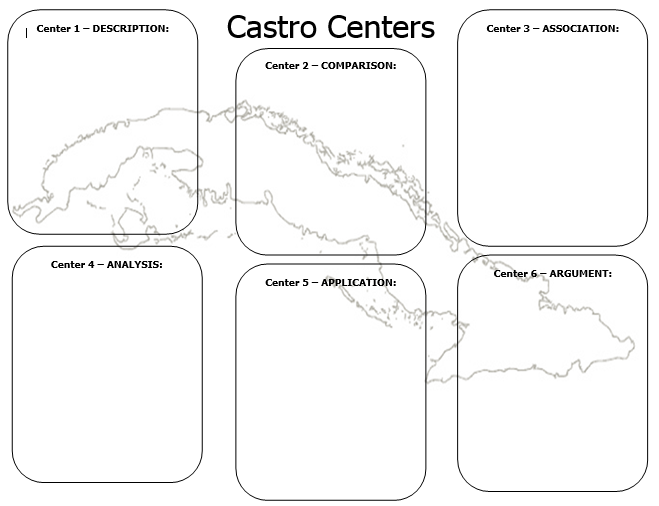 Castro Centers
Center 1 – DESCRIPTION:
Center 2 – COMPARISON:
Center 3 – ASSOCIATION:
Center 4 – ANALYSIS:
Center 5 – APPLICATION:
Center 6 – ARGUMENT: